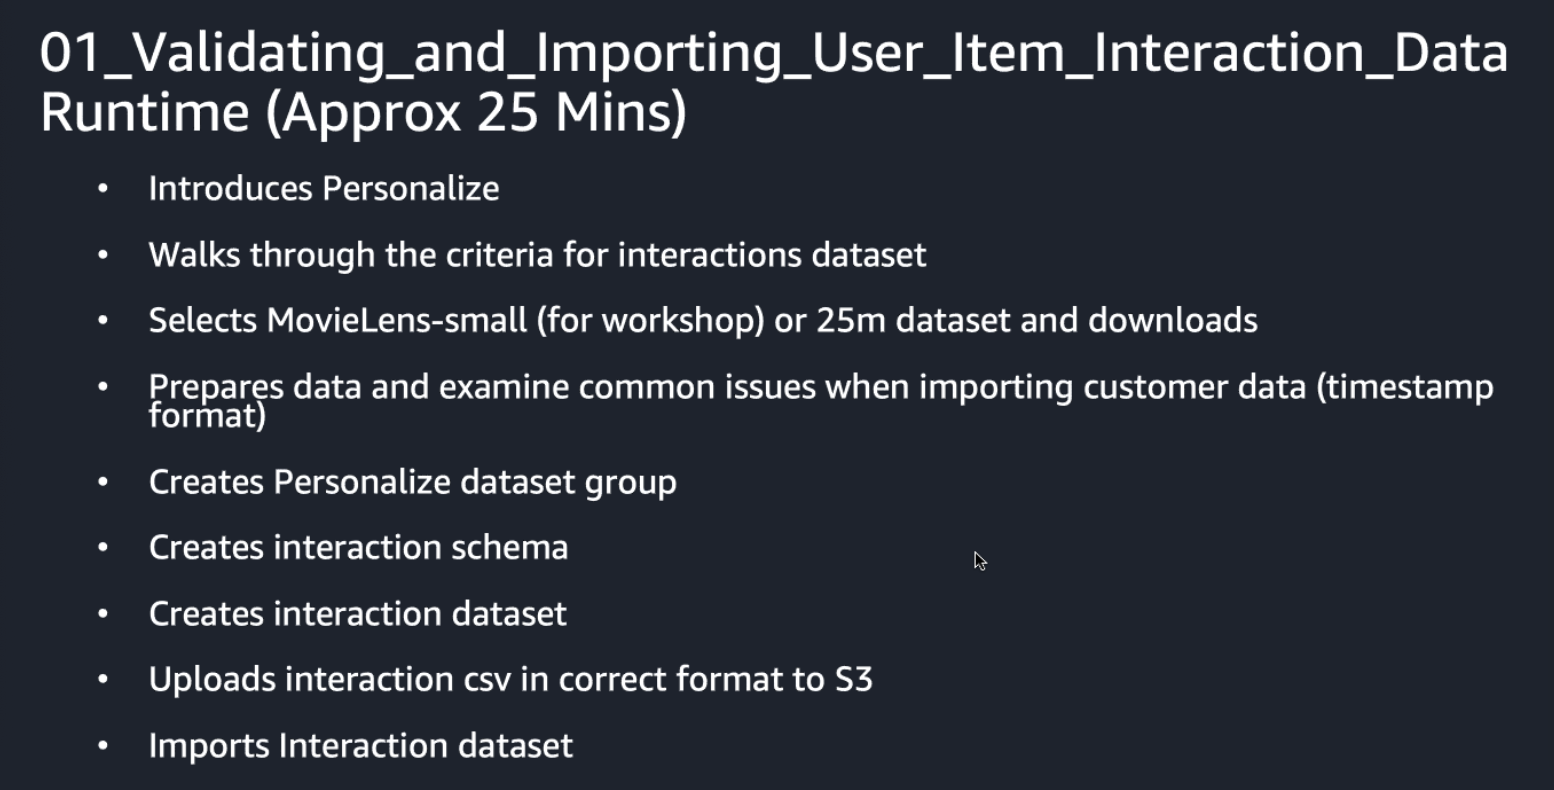 01_Validating_and_Importing_User_Item_Interaction_Data
Runtime (Approx 25 Mins)
• Introduces Personalize
• Walks through the criteria for interactions dataset
• Selects MovieLens-small (for workshop) or 25m dataset and downloads
• Prepares data and examine common issues when importing customer data (timestamp
format)
• Creates Personalize dataset group
• Creates interaction schema
• Creates interaction dataset
• Uploads interaction csv in correct format to S3
• Imports Interaction dataset